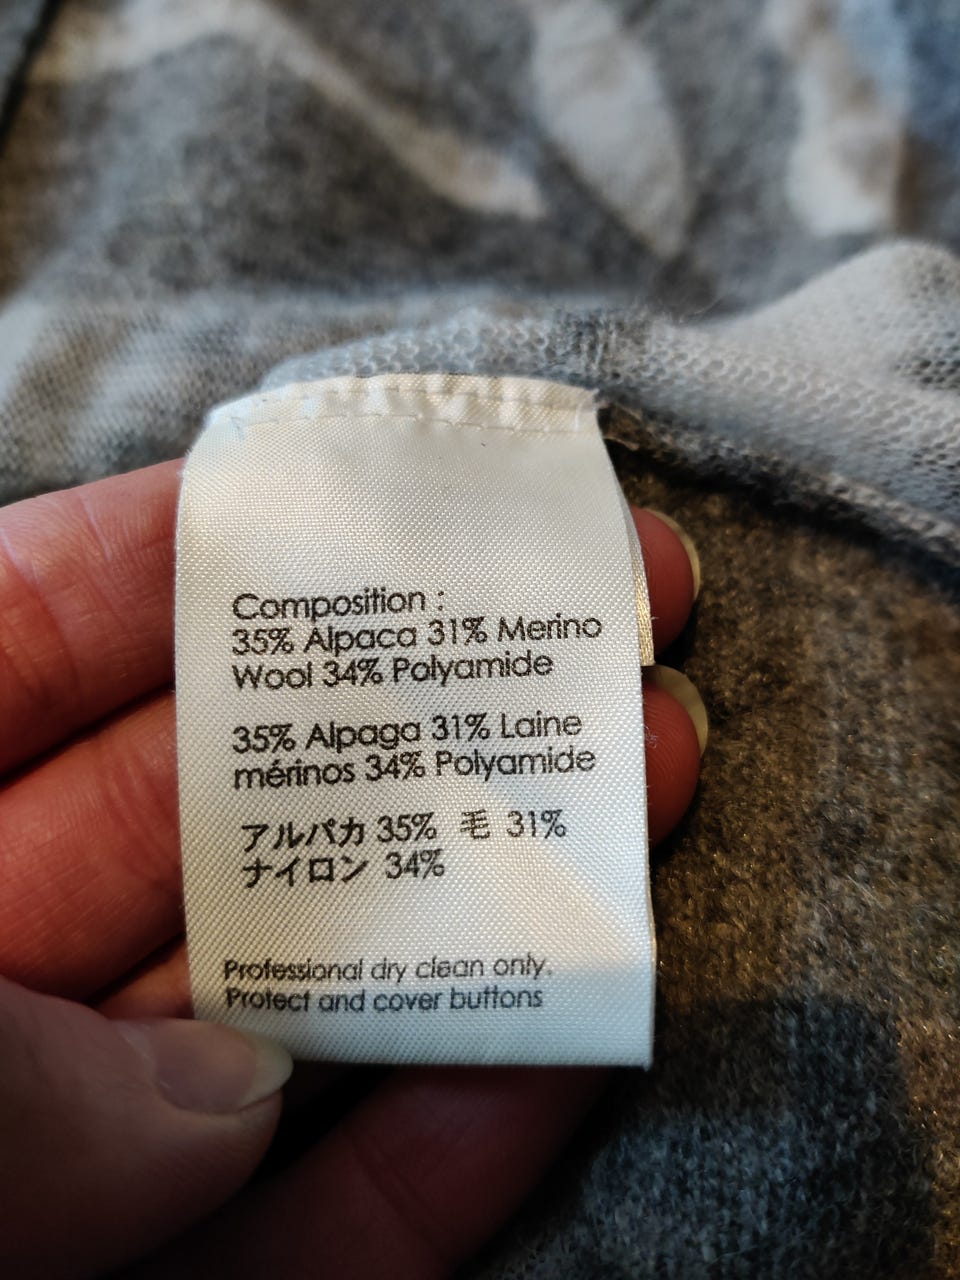 Composition :
35% Alpaca 31% Merino
Wool 34% Polyamide
35% Alpaga 31% Laine
mérinos 34% Polyamide
アルパカ 35% 毛 31%
ナイロン 34%
Professional dry clean only.
Protect and cover buttons